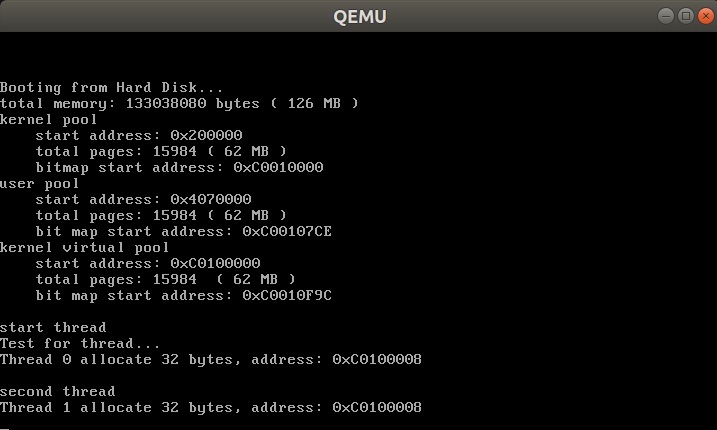 QEMU
Booting from Hard Disk...
total memory: 133038080 bytes ( 126 MB )
kernel pool
    start address: 0x200000
    total pages: 15984 ( 62 MB )
    bitmap start address: 0xC0010000
user pool
    start address: 0x4070000
    total pages: 15984 ( 62 MB )
    bit map start address: 0xC00107CE
kernel virtual pool
    start address: 0xC0100000
    total pages: 15984  ( 62 MB )
    bit map start address: 0xC0010F9C
start thread
Test for thread...
Thread 0 allocate 32 bytes, address: 0xC0100008
second thread
Thread 1 allocate 32 bytes, address: 0xC0100008